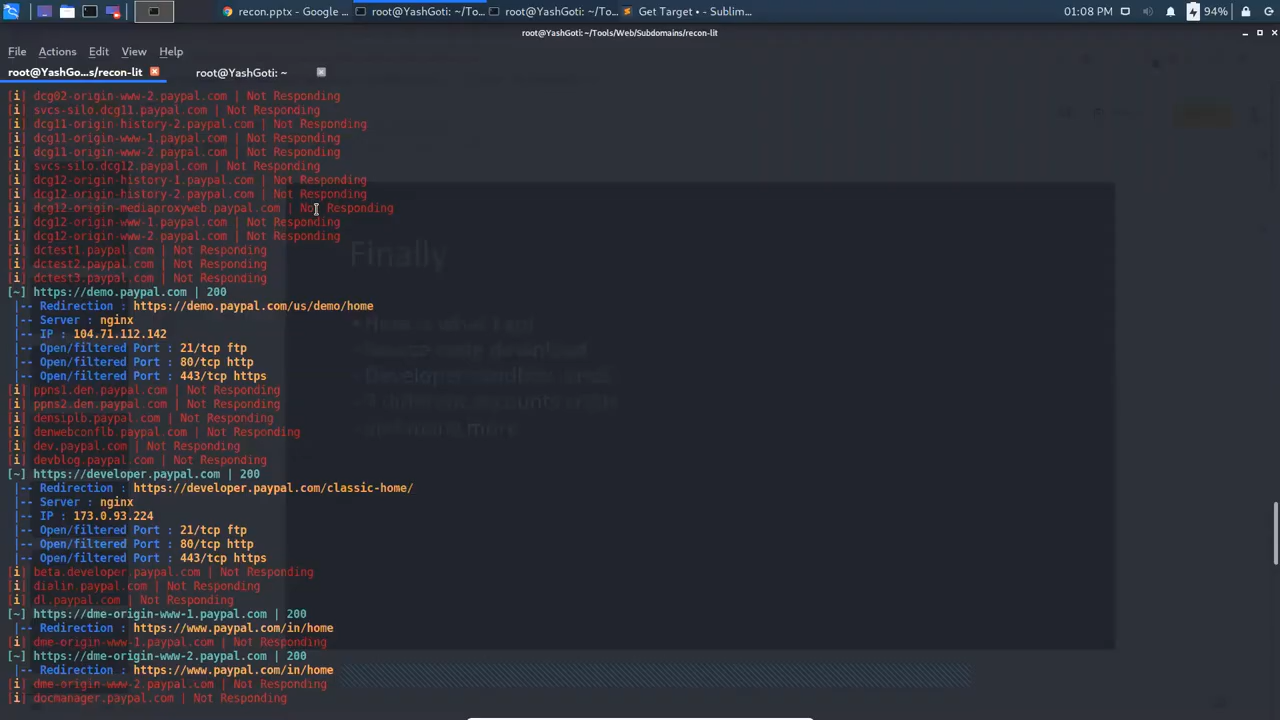 recon.pptx - Google ...
root@YashGoti: ~/To...
root@YashGoti: ~/To...
Get Target • - Sublim...
01:08 PM
94%
root@YashGoti: ~/Tools/Web/Subdomains/recon-lit
File Actions Edit View Help
root@YashGo...s/recon-lit
root@YashGoti: ~
[i] dcg02-origin-www-2.paypal.com | Not Responding
[i] svcs-silo.dcg11.paypal.com | Not Responding
[i] dcg11-origin-history-2.paypal.com | Not Responding
[i] dcg11-origin-www-1.paypal.com | Not Responding
[i] dcg11-origin-www-2.paypal.com | Not Responding
[i] svcs-silo.dcg12.paypal.com | Not Responding
[i] dcg12-origin-history-1.paypal.com | Not Responding
[i] dcg12-origin-history-2.paypal.com | Not Responding
[i] dcg12-origin-mediaproxyweb.paypal.com | Not Responding
[i] dcg12-origin-www-1.paypal.com | Not Responding
[i] dcg12-origin-www-2.paypal.com | Not Responding
[i] dctest1.paypal.com | Not Responding
[i] dctest2.paypal.com | Not Responding
[i] dctest3.paypal.com | Not Responding
[~] https://demo.paypal.com | 200
|-- Redirection : https://demo.paypal.com/us/demo/home
|-- Server : nginx
|-- IP : 104.71.112.142
|-- Open/filtered Port : 21/tcp ftp
|-- Open/filtered Port : 80/tcp http
|-- Open/filtered Port : 443/tcp https
[i] ppns1.den.paypal.com | Not Responding
[i] ppns2.den.paypal.com | Not Responding
[i] densiplb.paypal.com | Not Responding
[i] denwebconflb.paypal.com | Not Responding
[i] dev.paypal.com | Not Responding
[i] devblog.paypal.com | Not Responding
[~] https://developer.paypal.com | 200
|-- Redirection : https://developer.paypal.com/classic-home/
|-- Server : nginx
|-- IP : 173.0.93.224
|-- Open/filtered Port : 21/tcp ftp
|-- Open/filtered Port : 80/tcp http
|-- Open/filtered Port : 443/tcp https
[i] beta.developer.paypal.com | Not Responding
[i] dialin.paypal.com | Not Responding
[i] dl.paypal.com | Not Responding
[~] https://dme-origin-www-1.paypal.com | 200
|-- Redirection : https://www.paypal.com/in/home
[i] dme-origin-www-1.paypal.com | Not Responding
[~] https://dme-origin-www-2.paypal.com | 200
|-- Redirection : https://www.paypal.com/in/home
[i] dme-origin-www-2.paypal.com | Not Responding
[i] docmanager.paypal.com | Not Responding
Finally